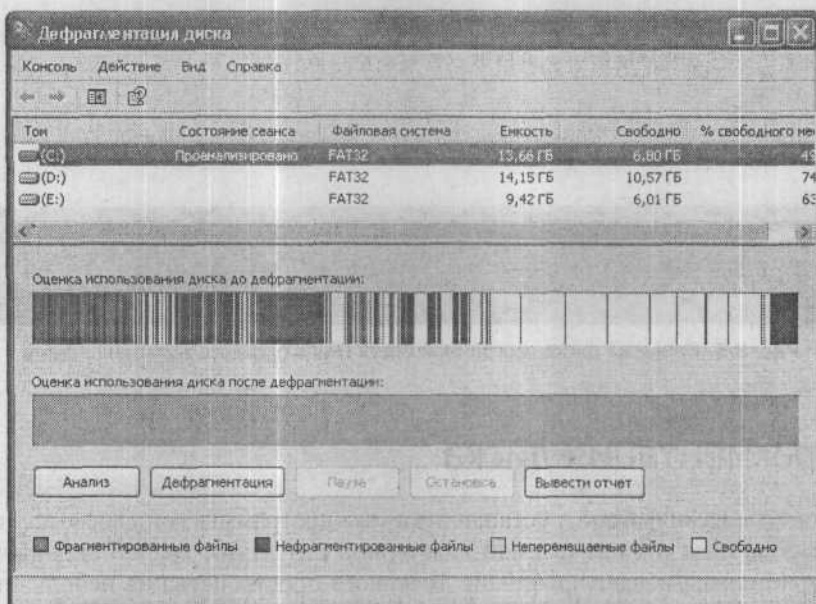 Дефрагментация диска
Консоль Действие Вид Справка
Том Состояние сеанса Файловая система Емкость Свободно % свободного ме
(C:) Проанализировано FAT32 13,66 ГБ 6,80 ГБ 49
(D:) FAT32 14,15 ГБ 10,57 ГБ 74
(E:) FAT32 9,42 ГБ 6,01 ГБ 63
Оценка использования диска до дефрагментации:
Оценка использования диска после дефрагментации:
Анализ Дефрагментация Пауза Остановка Вывести отчет
Фрагментированные файлы Нефрагментированные файлы Неперемещаемые файлы Свободно